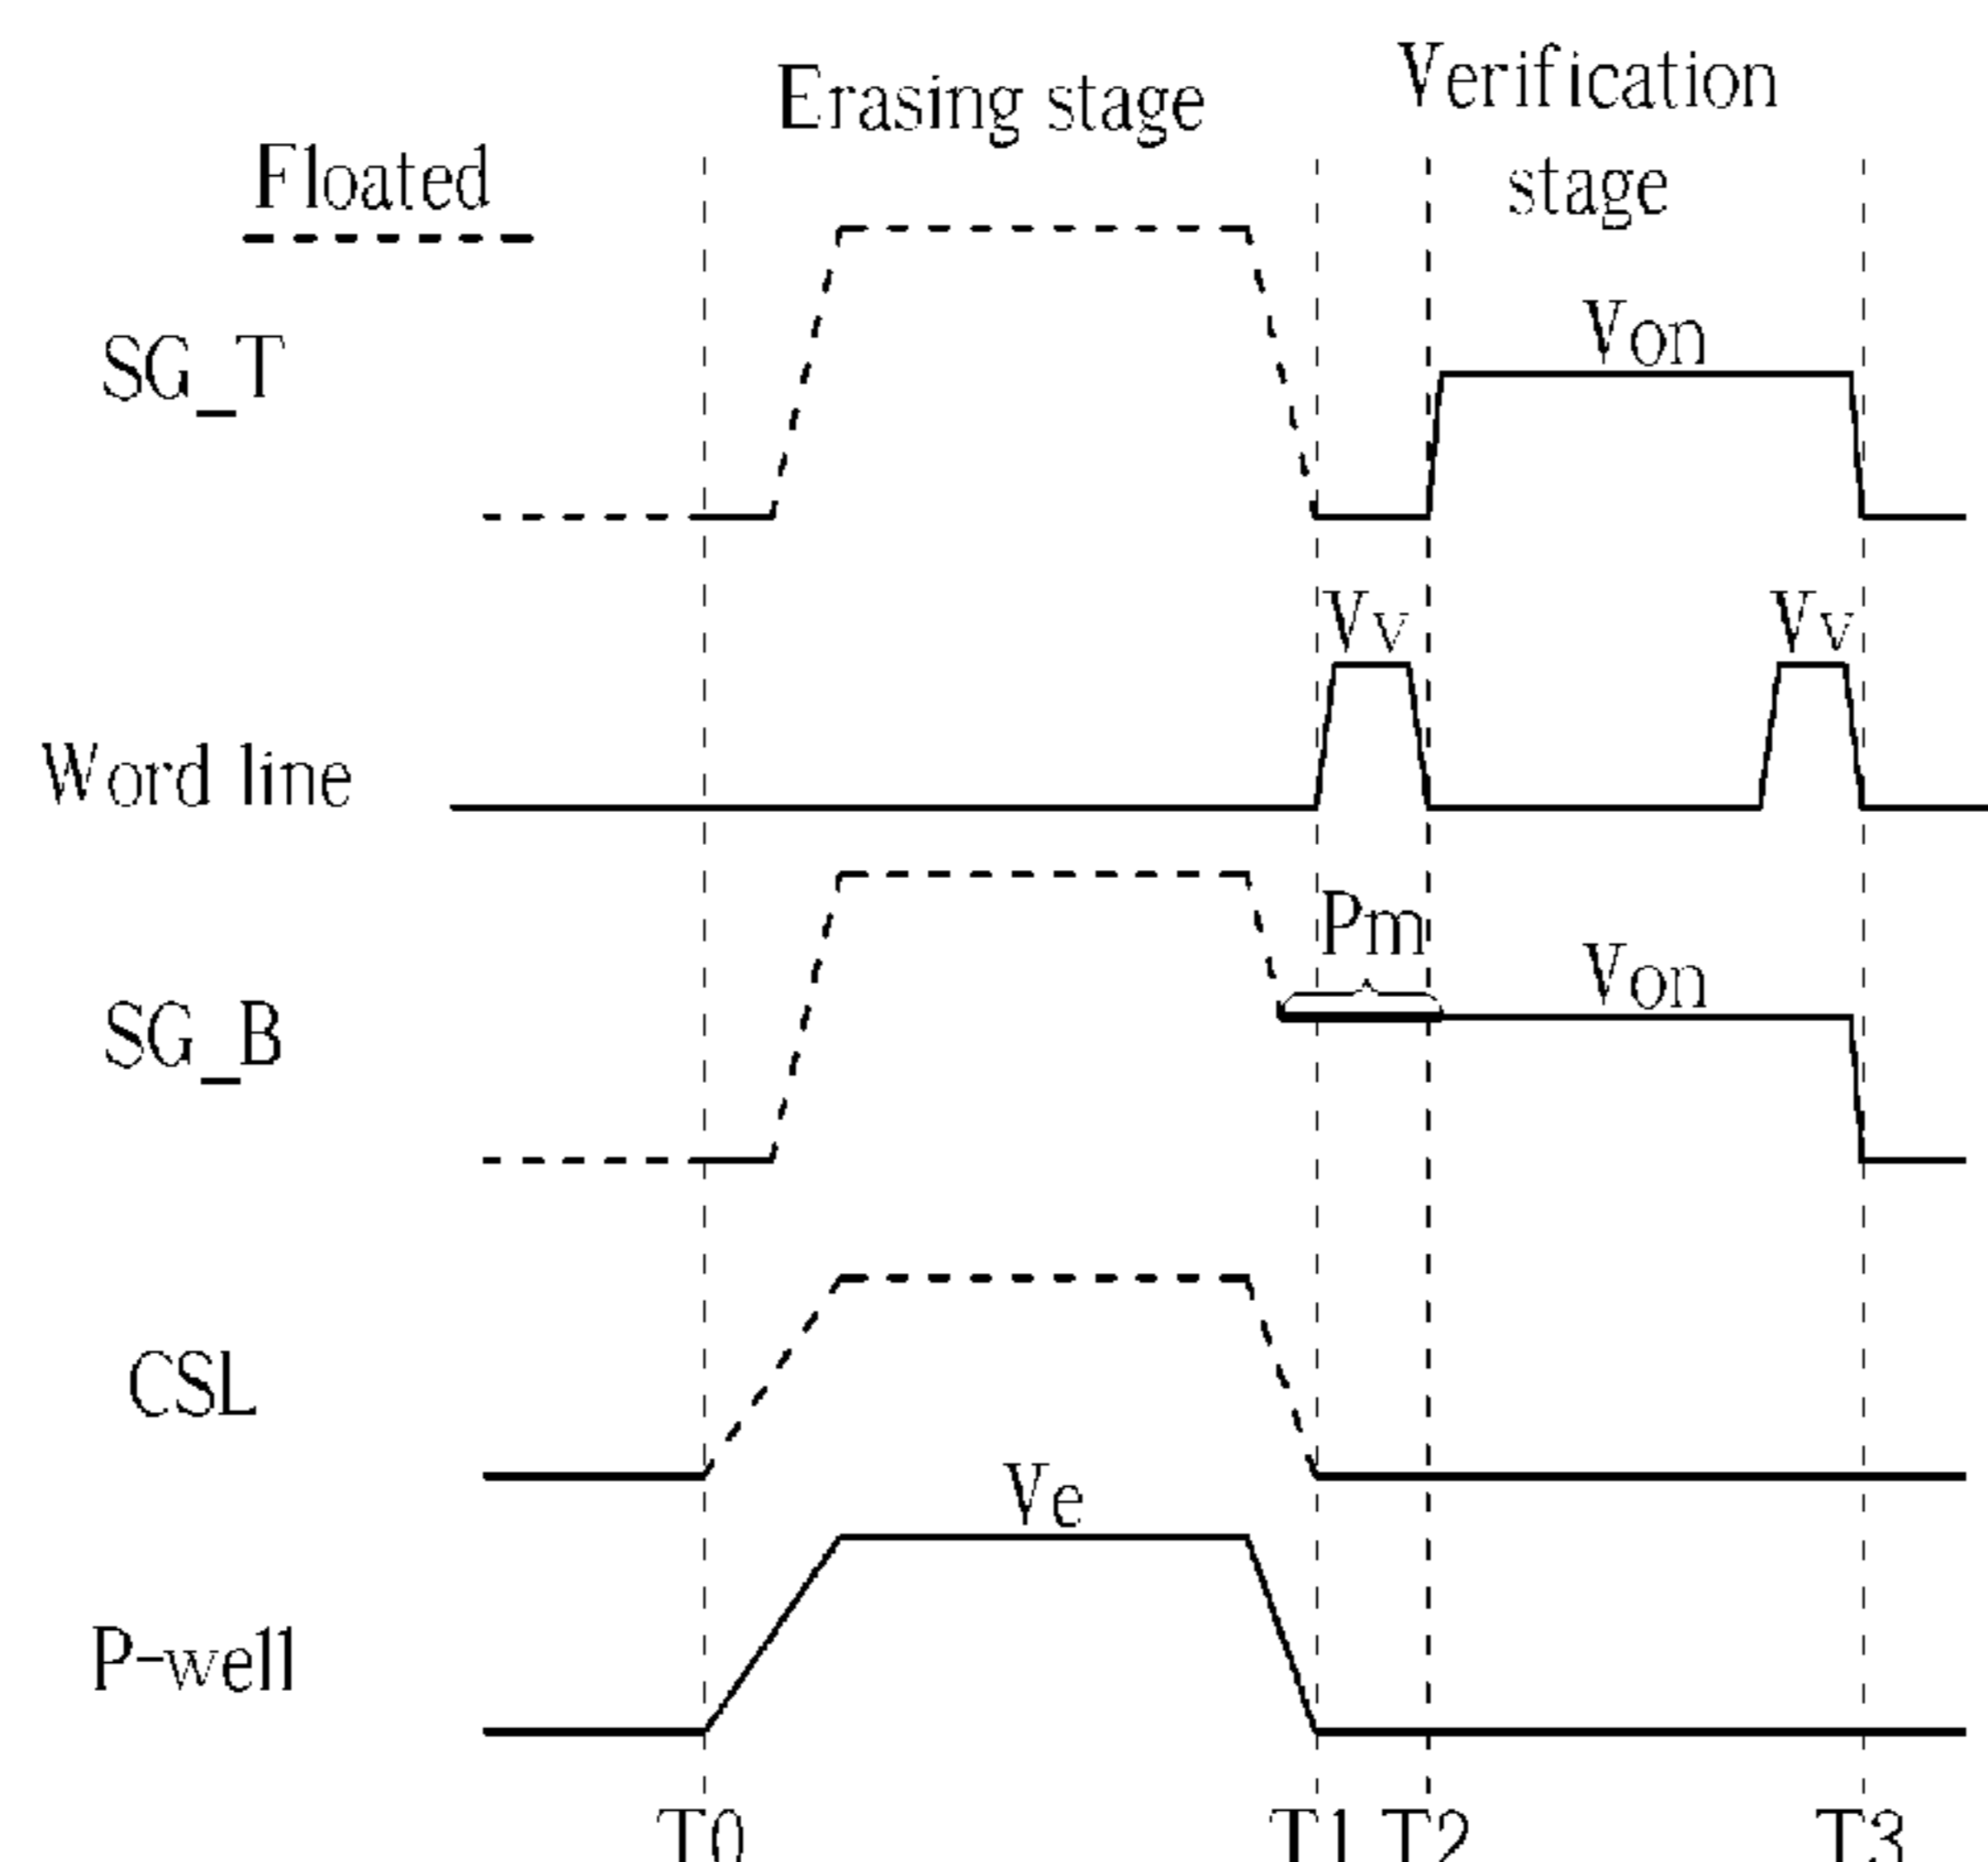 Erasing stage
Verification
stage
Floated
SG_T
Von
Vv
Vv
Word line
Pm
Von
SG_B
CSL
Ve
P-well
T0
T1
T2
T3